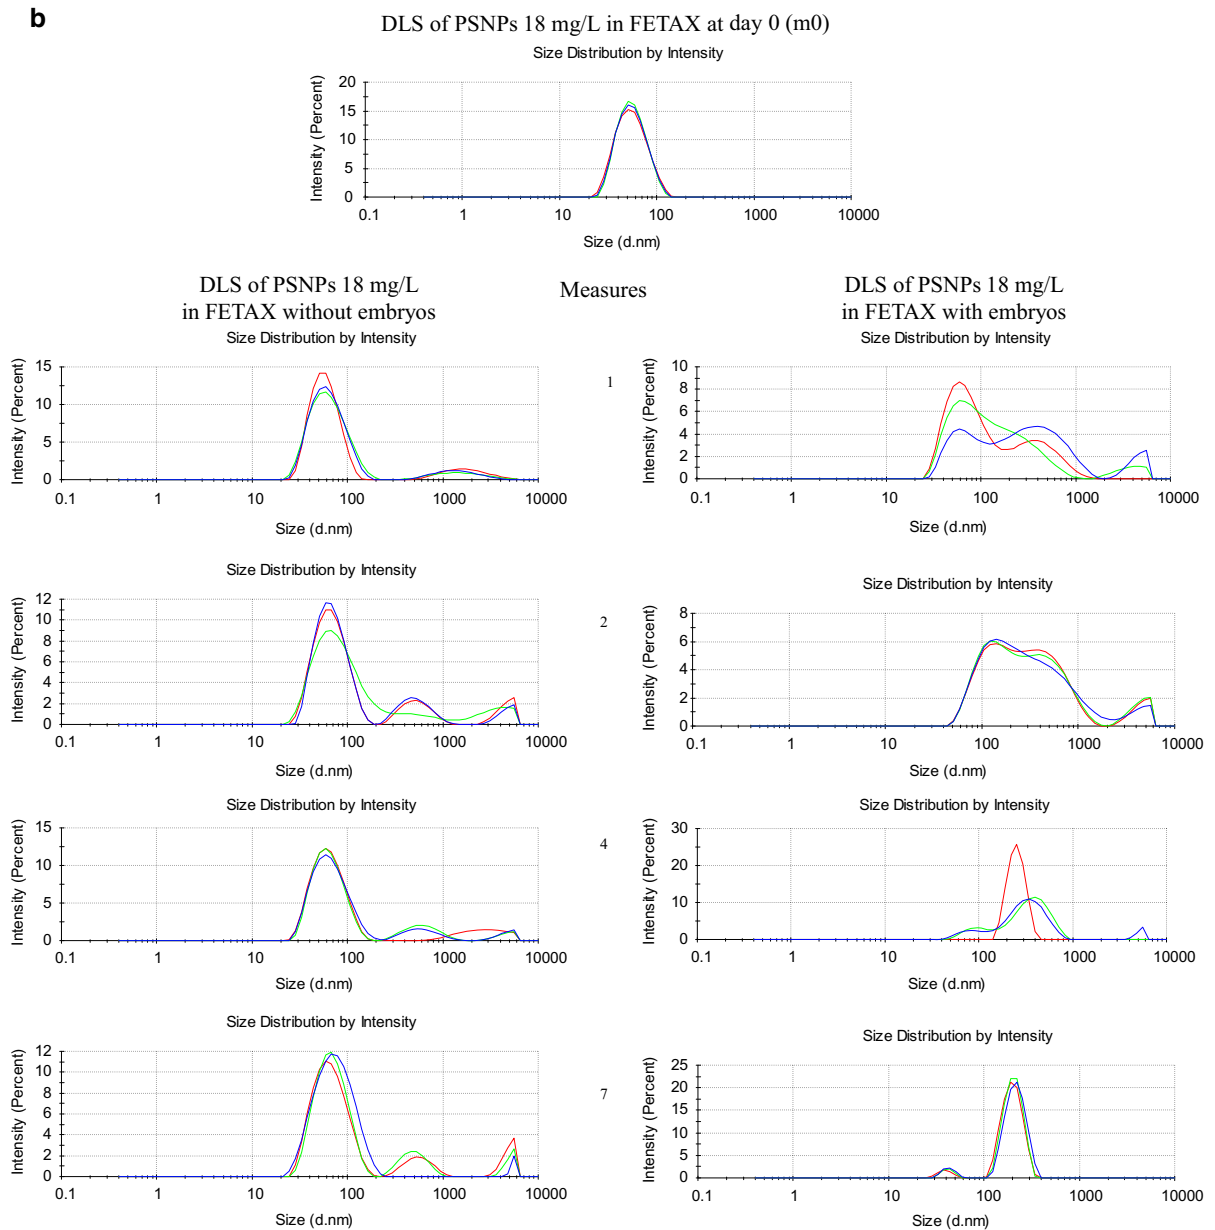 b
DLS of PSNPs 18 mg/L in FETAX at day 0 (m0)
Size Distribution by Intensity
Intensity (Percent)
20
15
10
5
0
0.1 1 10 100 1000 10000
Size (d.nm)
DLS of PSNPs 18 mg/L
in FETAX without embryos
Measures
DLS of PSNPs 18 mg/L
in FETAX with embryos
Size Distribution by Intensity
Intensity (Percent)
15
10
5
0
0.1 1 10 100 1000 10000
Size (d.nm)
1
Size Distribution by Intensity
Intensity (Percent)
10
8
6
4
2
0
0.1 1 10 100 1000 10000
Size (d.nm)
Size Distribution by Intensity
Intensity (Percent)
12
10
8
6
4
2
0
0.1 1 10 100 1000 10000
Size (d.nm)
2
Size Distribution by Intensity
Intensity (Percent)
8
6
4
2
0
0.1 1 10 100 1000 10000
Size (d.nm)
Size Distribution by Intensity
Intensity (Percent)
15
10
5
0
0.1 1 10 100 1000 10000
Size (d.nm)
4
Size Distribution by Intensity
Intensity (Percent)
30
20
10
0
0.1 1 10 100 1000 10000
Size (d.nm)
Size Distribution by Intensity
Intensity (Percent)
12
10
8
6
4
2
0
0.1 1 10 100 1000 10000
Size (d.nm)
7
Size Distribution by Intensity
Intensity (Percent)
25
20
15
10
5
0
0.1 1 10 100 1000 10000
Size (d.nm)